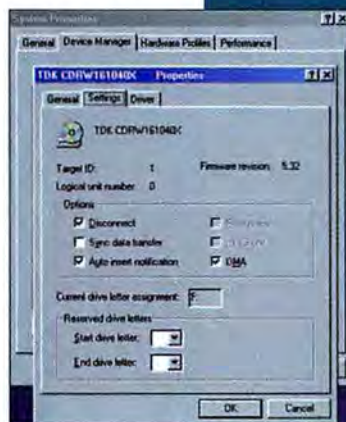 System Properties
General Device Manager Hardware Profiles Performance
TDK CDRW161040X Properties
General Settings Driver
TDK CDRW161040X
Target ID: 1 Firmware revision: 5.32
Logical unit number: 0
Options
Disconnect
Sync data transfer
Auto insert notification DMA
Current drive letter assignment: F:
Reserved drive letters
Start drive letter:
End drive letter:
OK Cancel